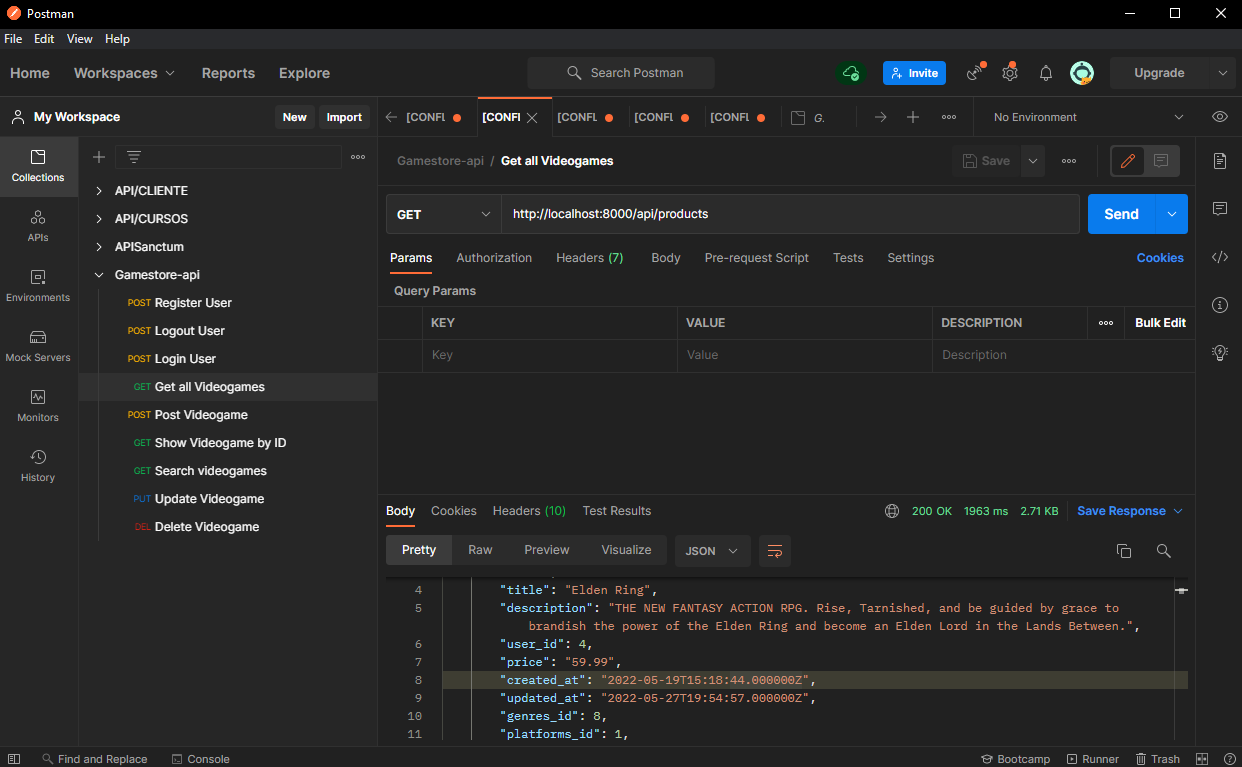 Postman
File Edit View Help
Home Workspaces Reports Explore Search Postman Invite Upgrade
My Workspace New Import
[CONFL [CONFI [CONFL [CONFL [CONFL G. No Environment
Collections
APIs
Environments
Mock Servers
Monitors
History
API/CLIENTE
API/CURSOS
APISanctum
Gamestore-api
POST Register User
POST Logout User
POST Login User
GET Get all Videogames
POST Post Videogame
GET Show Videogame by ID
GET Search videogames
PUT Update Videogame
DEL Delete Videogame
Gamestore-api / Get all Videogames Save
GET http://localhost:8000/api/products Send
Params Authorization Headers (7) Body Pre-request Script Tests Settings Cookies
Query Params
KEY VALUE DESCRIPTION Bulk Edit
Key Value Description
Body Cookies Headers (10) Test Results 200 OK 1963 ms 2.71 KB Save Response
Pretty Raw Preview Visualize JSON
4 "title": "Elden Ring",
5 "description": "THE NEW FANTASY ACTION RPG. Rise, Tarnished, and be guided by grace to
brandish the power of the Elden Ring and become an Elden Lord in the Lands Between.",
6 "user_id": 4,
7 "price": "59.99",
8 "created_at": "2022-05-19T15:18:44.000000Z",
9 "updated_at": "2022-05-27T19:54:57.000000Z",
10 "genres_id": 8,
11 "platforms_id": 1,
Find and Replace Console Bootcamp Runner Trash